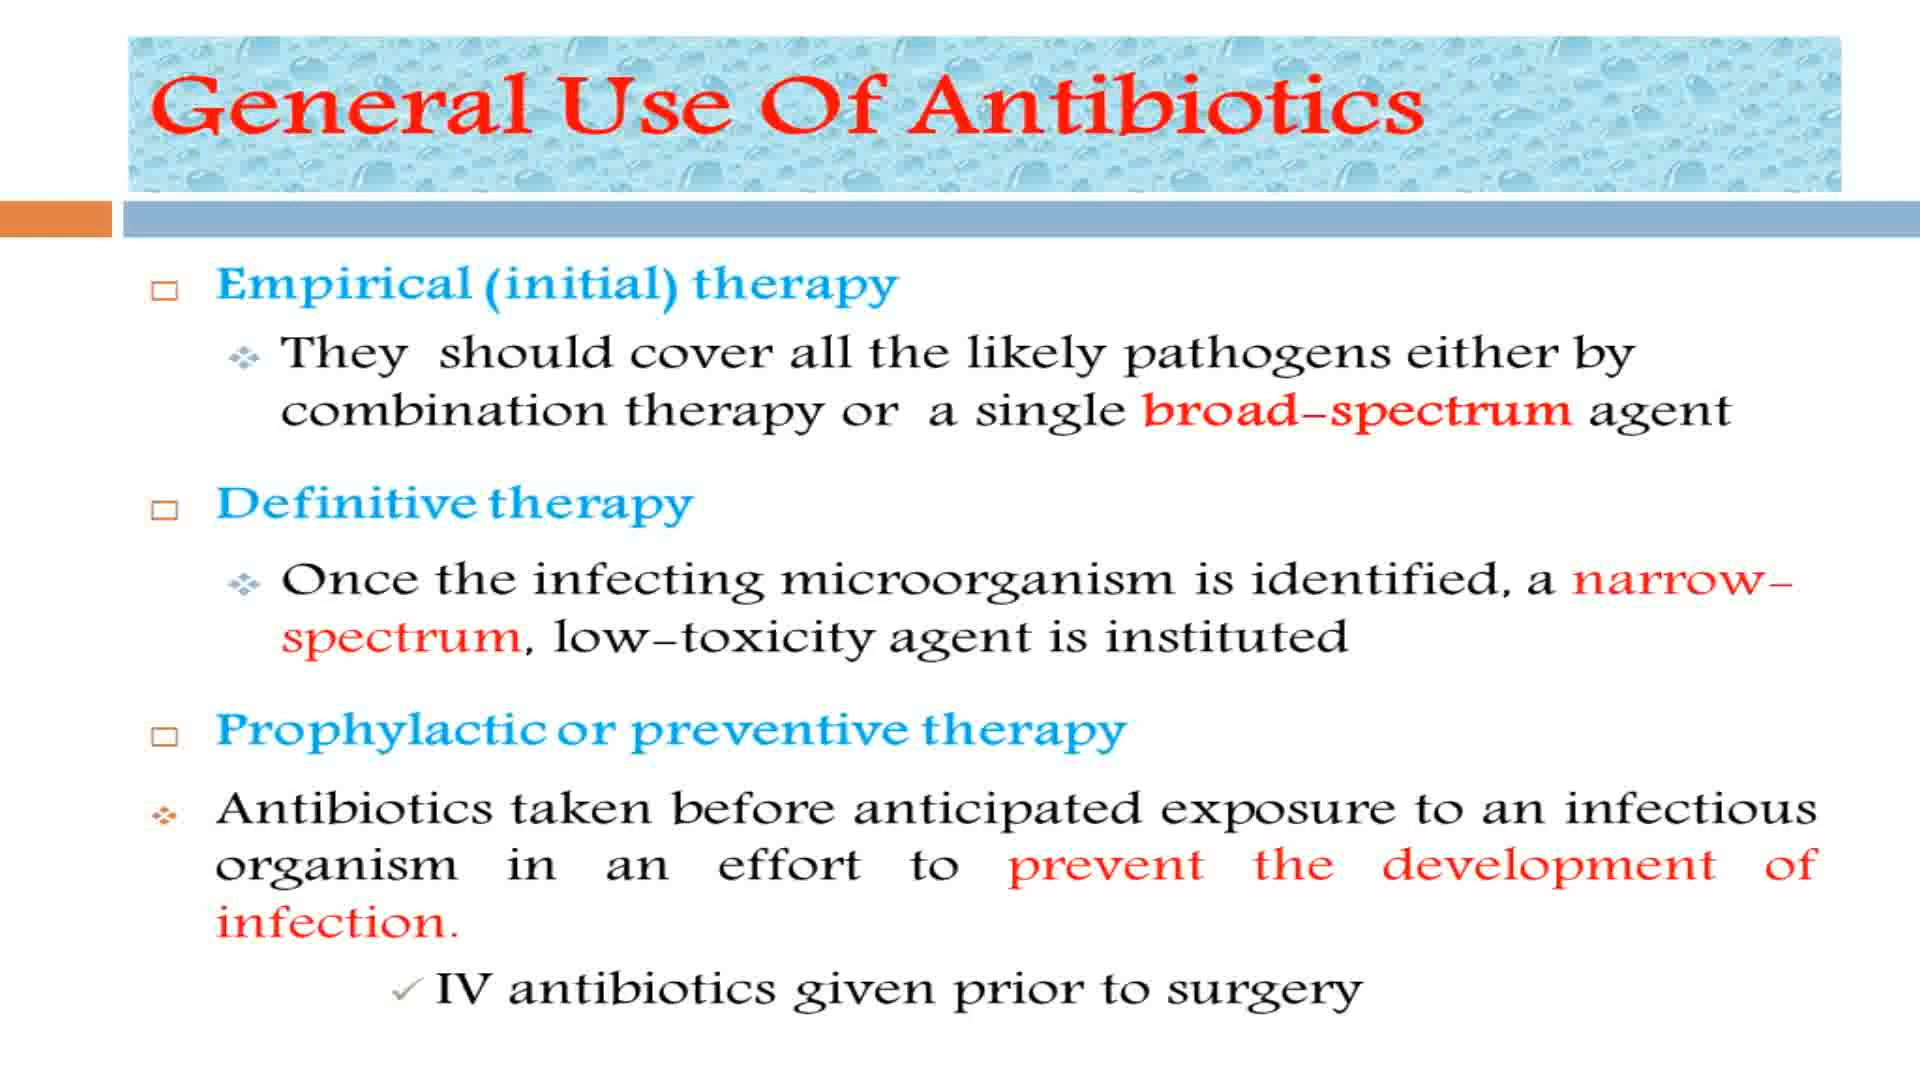 General Use Of Antibiotics
Empirical (initial) therapy
They should cover all the likely pathogens either by
combination therapy or a single broad-spectrum agent
Definitive therapy
Once the infecting microorganism is identified, a narrow-
spectrum, low-toxicity agent is instituted
Prophylactic or preventive therapy
Antibiotics taken before anticipated exposure to an infectious
organism in an effort to prevent the development of
infection.
IV antibiotics given prior to surgery